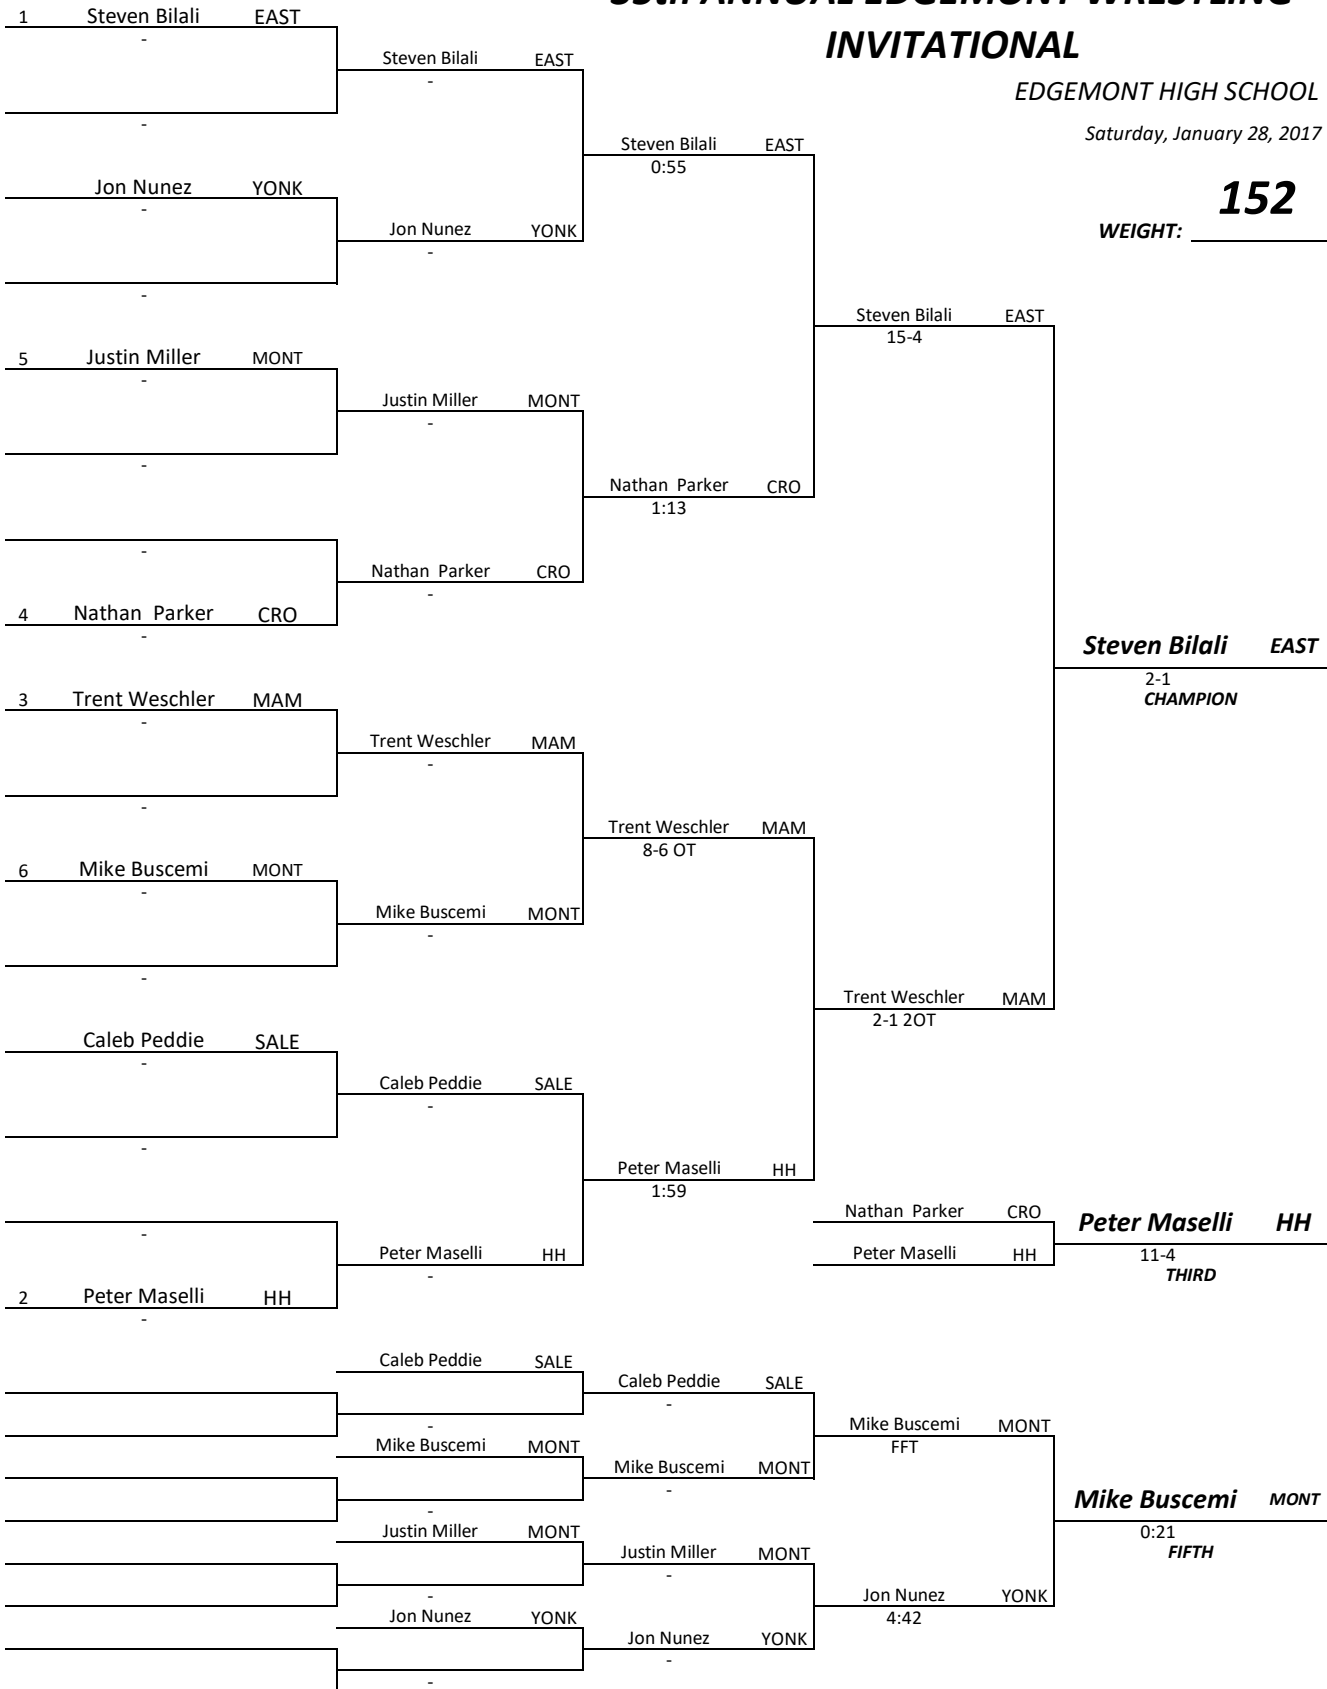 INVITATIONAL
EDGEMONT HIGH SCHOOL
Saturday, January 28, 2017
WEIGHT: 152
1 Steven Bilali EAST
-
-
Jon Nunez YONK
-
-
5 Justin Miller MONT
-
-
-
4 Nathan Parker CRO
-
3 Trent Weschler MAM
-
-
6 Mike Buscemi MONT
-
-
Caleb Peddie SALE
-
-
-
2 Peter Maselli HH
-
Steven Bilali EAST
-
Jon Nunez YONK
-
Justin Miller MONT
-
Nathan Parker CRO
-
Trent Weschler MAM
-
Mike Buscemi MONT
-
Caleb Peddie SALE
-
Peter Maselli HH
-
Steven Bilali EAST
0:55
Nathan Parker CRO
1:13
Trent Weschler MAM
8-6 OT
Peter Maselli HH
1:59
Steven Bilali EAST
15-4
Trent Weschler MAM
2-1 2OT
Steven Bilali EAST
2-1
CHAMPION
Nathan Parker CRO
Peter Maselli HH
Peter Maselli HH
11-4
THIRD
Caleb Peddie SALE
-
Mike Buscemi MONT
-
Justin Miller MONT
-
Jon Nunez YONK
-
Caleb Peddie SALE
-
Mike Buscemi MONT
-
Justin Miller MONT
-
Jon Nunez YONK
-
Mike Buscemi MONT
FFT
Jon Nunez YONK
4:42
Mike Buscemi MONT
0:21
FIFTH